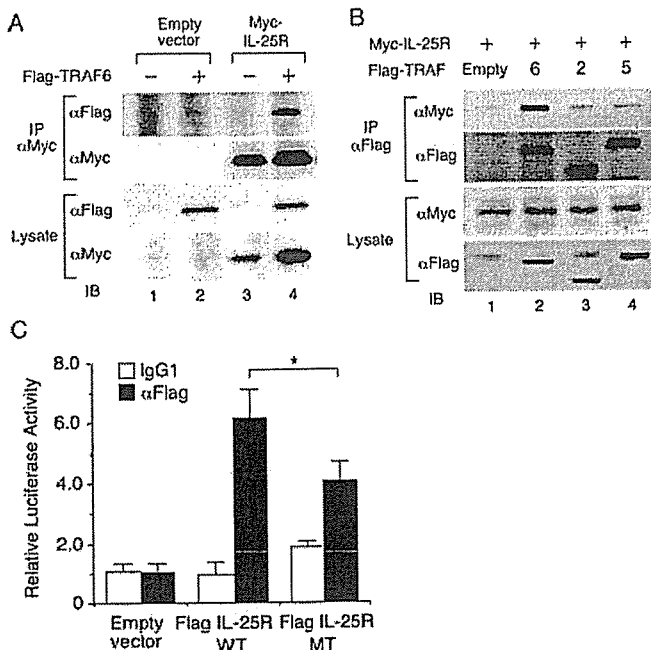 A
Empty vector
Myc-IL-25R
Flag-TRAF6 − + − +
IP αMyc
αFlag
αMyc
Lysate
αFlag
αMyc
IB 1 2 3 4
B
Myc-IL-25R + + + +
Flag-TRAF Empty 6 2 5
IP αFlag
αMyc
αFlag
Lysate
αMyc
αFlag
IB 1 2 3 4
C
Relative Luciferase Activity
8.0
6.0
4.0
2.0
0
IgG1
αFlag
*
Empty vector
Flag IL-25R WT
Flag IL-25R MT